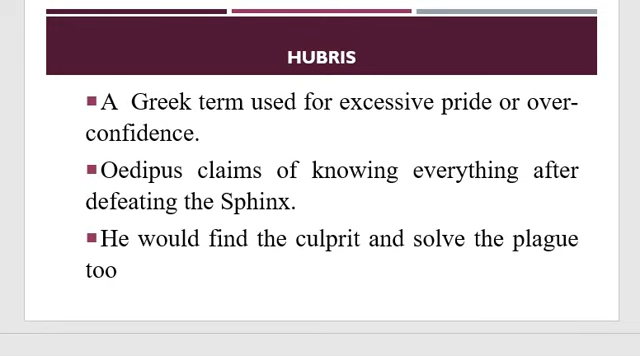 HUBRIS
▪A Greek term used for excessive pride or over-
confidence.
▪Oedipus claims of knowing everything after
defeating the Sphinx.
▪He would find the culprit and solve the plague
too